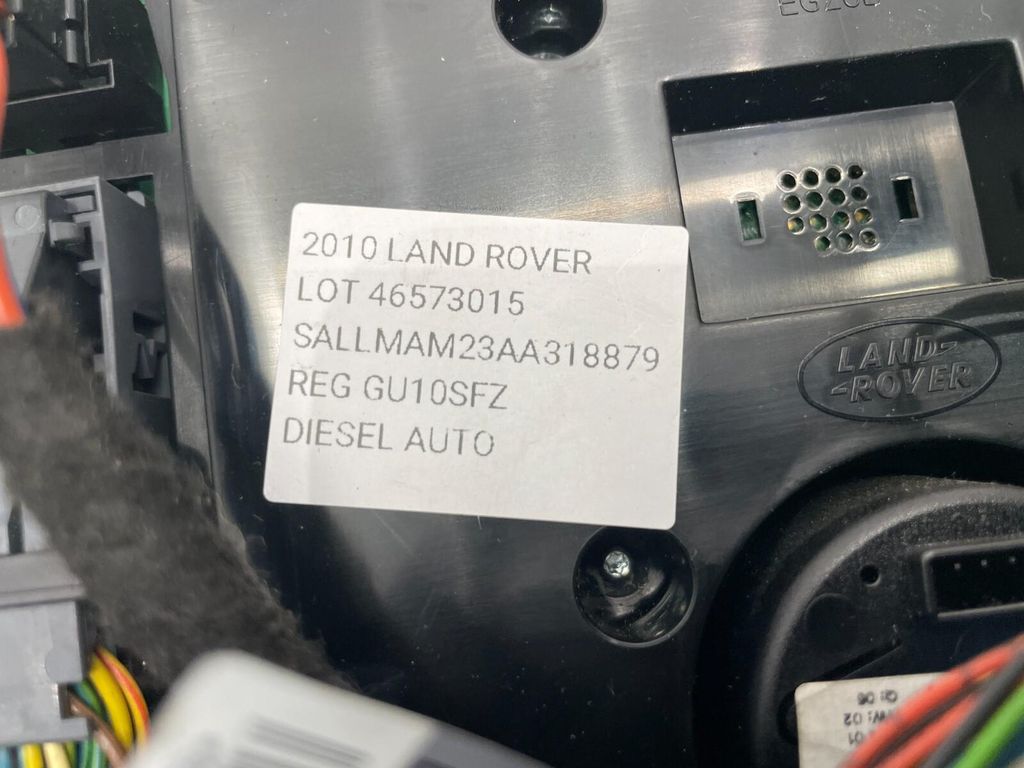 2010 LAND ROVER
LOT 46573015
SALLMAM23AA318879
REG GU10SFZ
DIESEL AUTO
LAND-
-ROVER